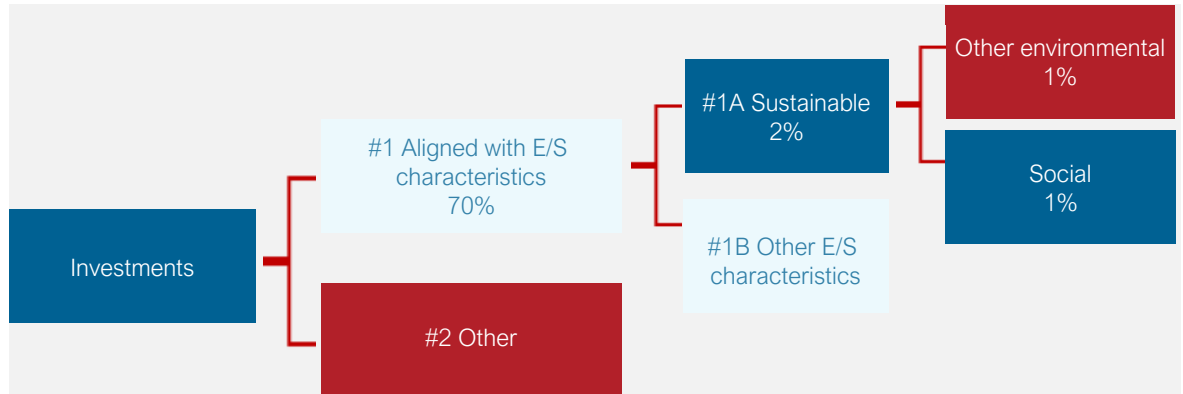 Investments
#1 Aligned with E/S
characteristics
70%
#2 Other
#1A Sustainable
2%
#1B Other E/S
characteristics
Other environmental
1%
Social
1%